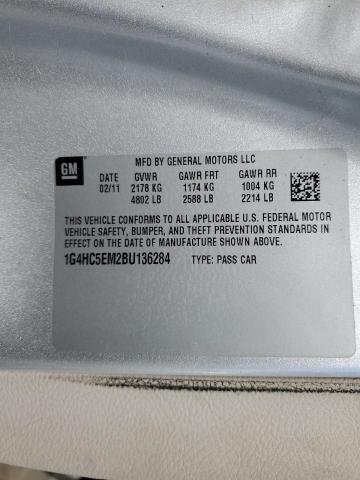 GM
MFD BY GENERAL MOTORS LLC
DATE GVWR GAWR FRT GAWR RR
02/11 2178 KG 1174 KG 1004 KG
4802 LB 2588 LB 2214 LB
THIS VEHICLE CONFORMS TO ALL APPLICABLE U.S. FEDERAL MOTOR
VEHICLE SAFETY, BUMPER, AND THEFT PREVENTION STANDARDS
IN EFFECT ON THE DATE OF MANUFACTURE SHOWN ABOVE.
1G4HC5EM2BU136284 TYPE: PASS CAR